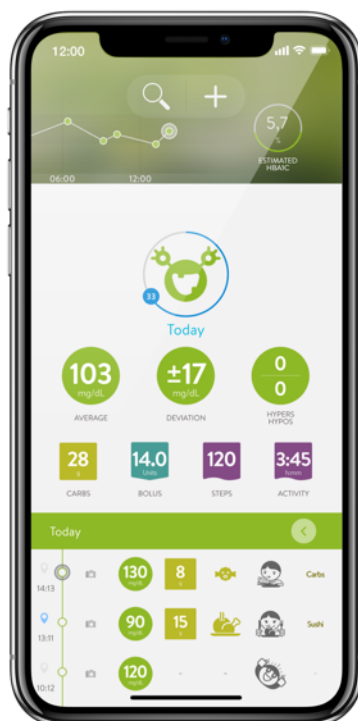 12:00
5,7
%
ESTIMATED
HBA1C
06:00 12:00
33
Today
103 ±17 0
mg/dL mg/dL 0
AVERAGE DEVIATION HYPERS
HYPOS
28 14.0 120 3:45
g Units
CARBS BOLUS STEPS ACTIVITY
Today
14:13 130 mg/dL 8 g Carbs
13:11 90 mg/dL 15 g Sushi
10:12 120 mg/dL - - -